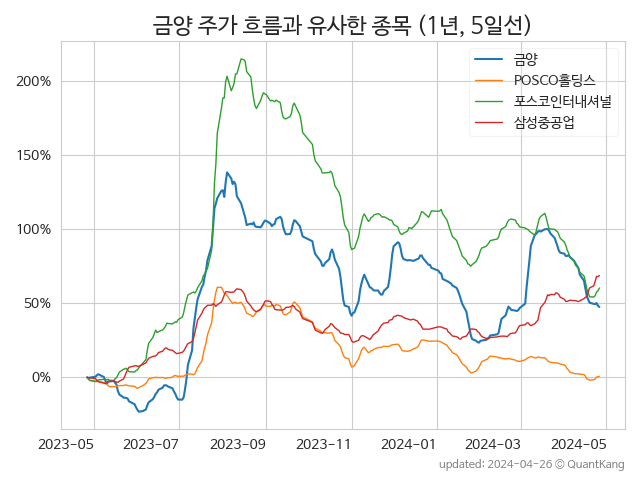 금양 주가 흐름과 유사한 종목 (1년, 5일선)
금양
POSCO홀딩스
포스코인터내셔널
삼성중공업
200%
150%
100%
50%
0%
2023-05 2023-07 2023-09 2023-11 2024-01 2024-03 2024-05
updated: 2024-04-26 © QuantKang